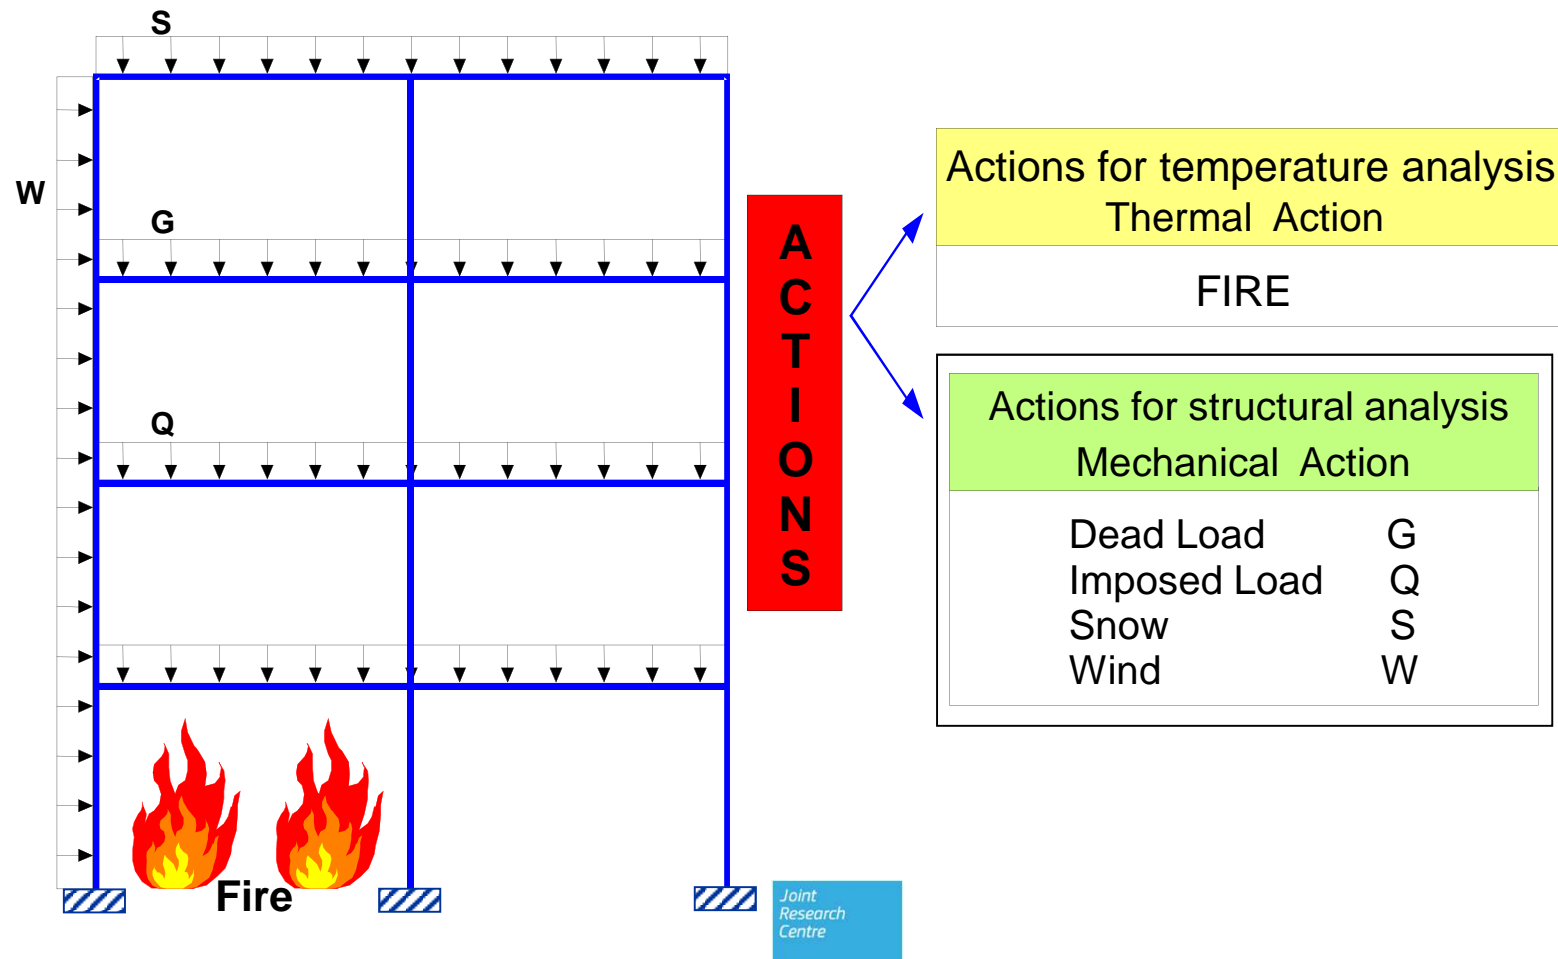 S
W
G
Q
Fire
A
C
T
I
O
N
S
Actions for temperature analysis
Thermal Action
FIRE
Actions for structural analysis
Mechanical Action
Dead Load G
Imposed Load Q
Snow S
Wind W
Joint
Research
Centre